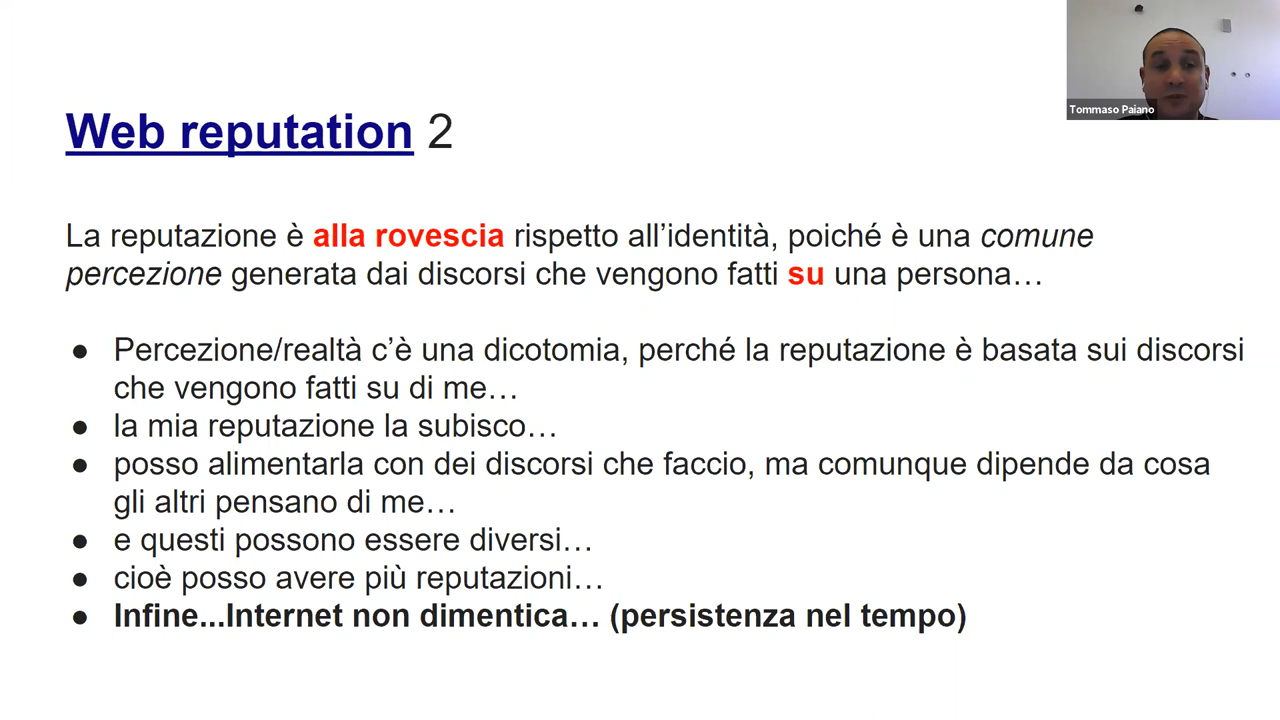 Tommaso Paiano
Web reputation 2
La reputazione è alla rovescia rispetto all’identità, poiché è una comune
percezione generata dai discorsi che vengono fatti su una persona…
● Percezione/realtà c’è una dicotomia, perché la reputazione è basata sui discorsi
che vengono fatti su di me…
● la mia reputazione la subisco…
● posso alimentarla con dei discorsi che faccio, ma comunque dipende da cosa
gli altri pensano di me…
● e questi possono essere diversi…
● cioè posso avere più reputazioni…
● Infine...Internet non dimentica… (persistenza nel tempo)